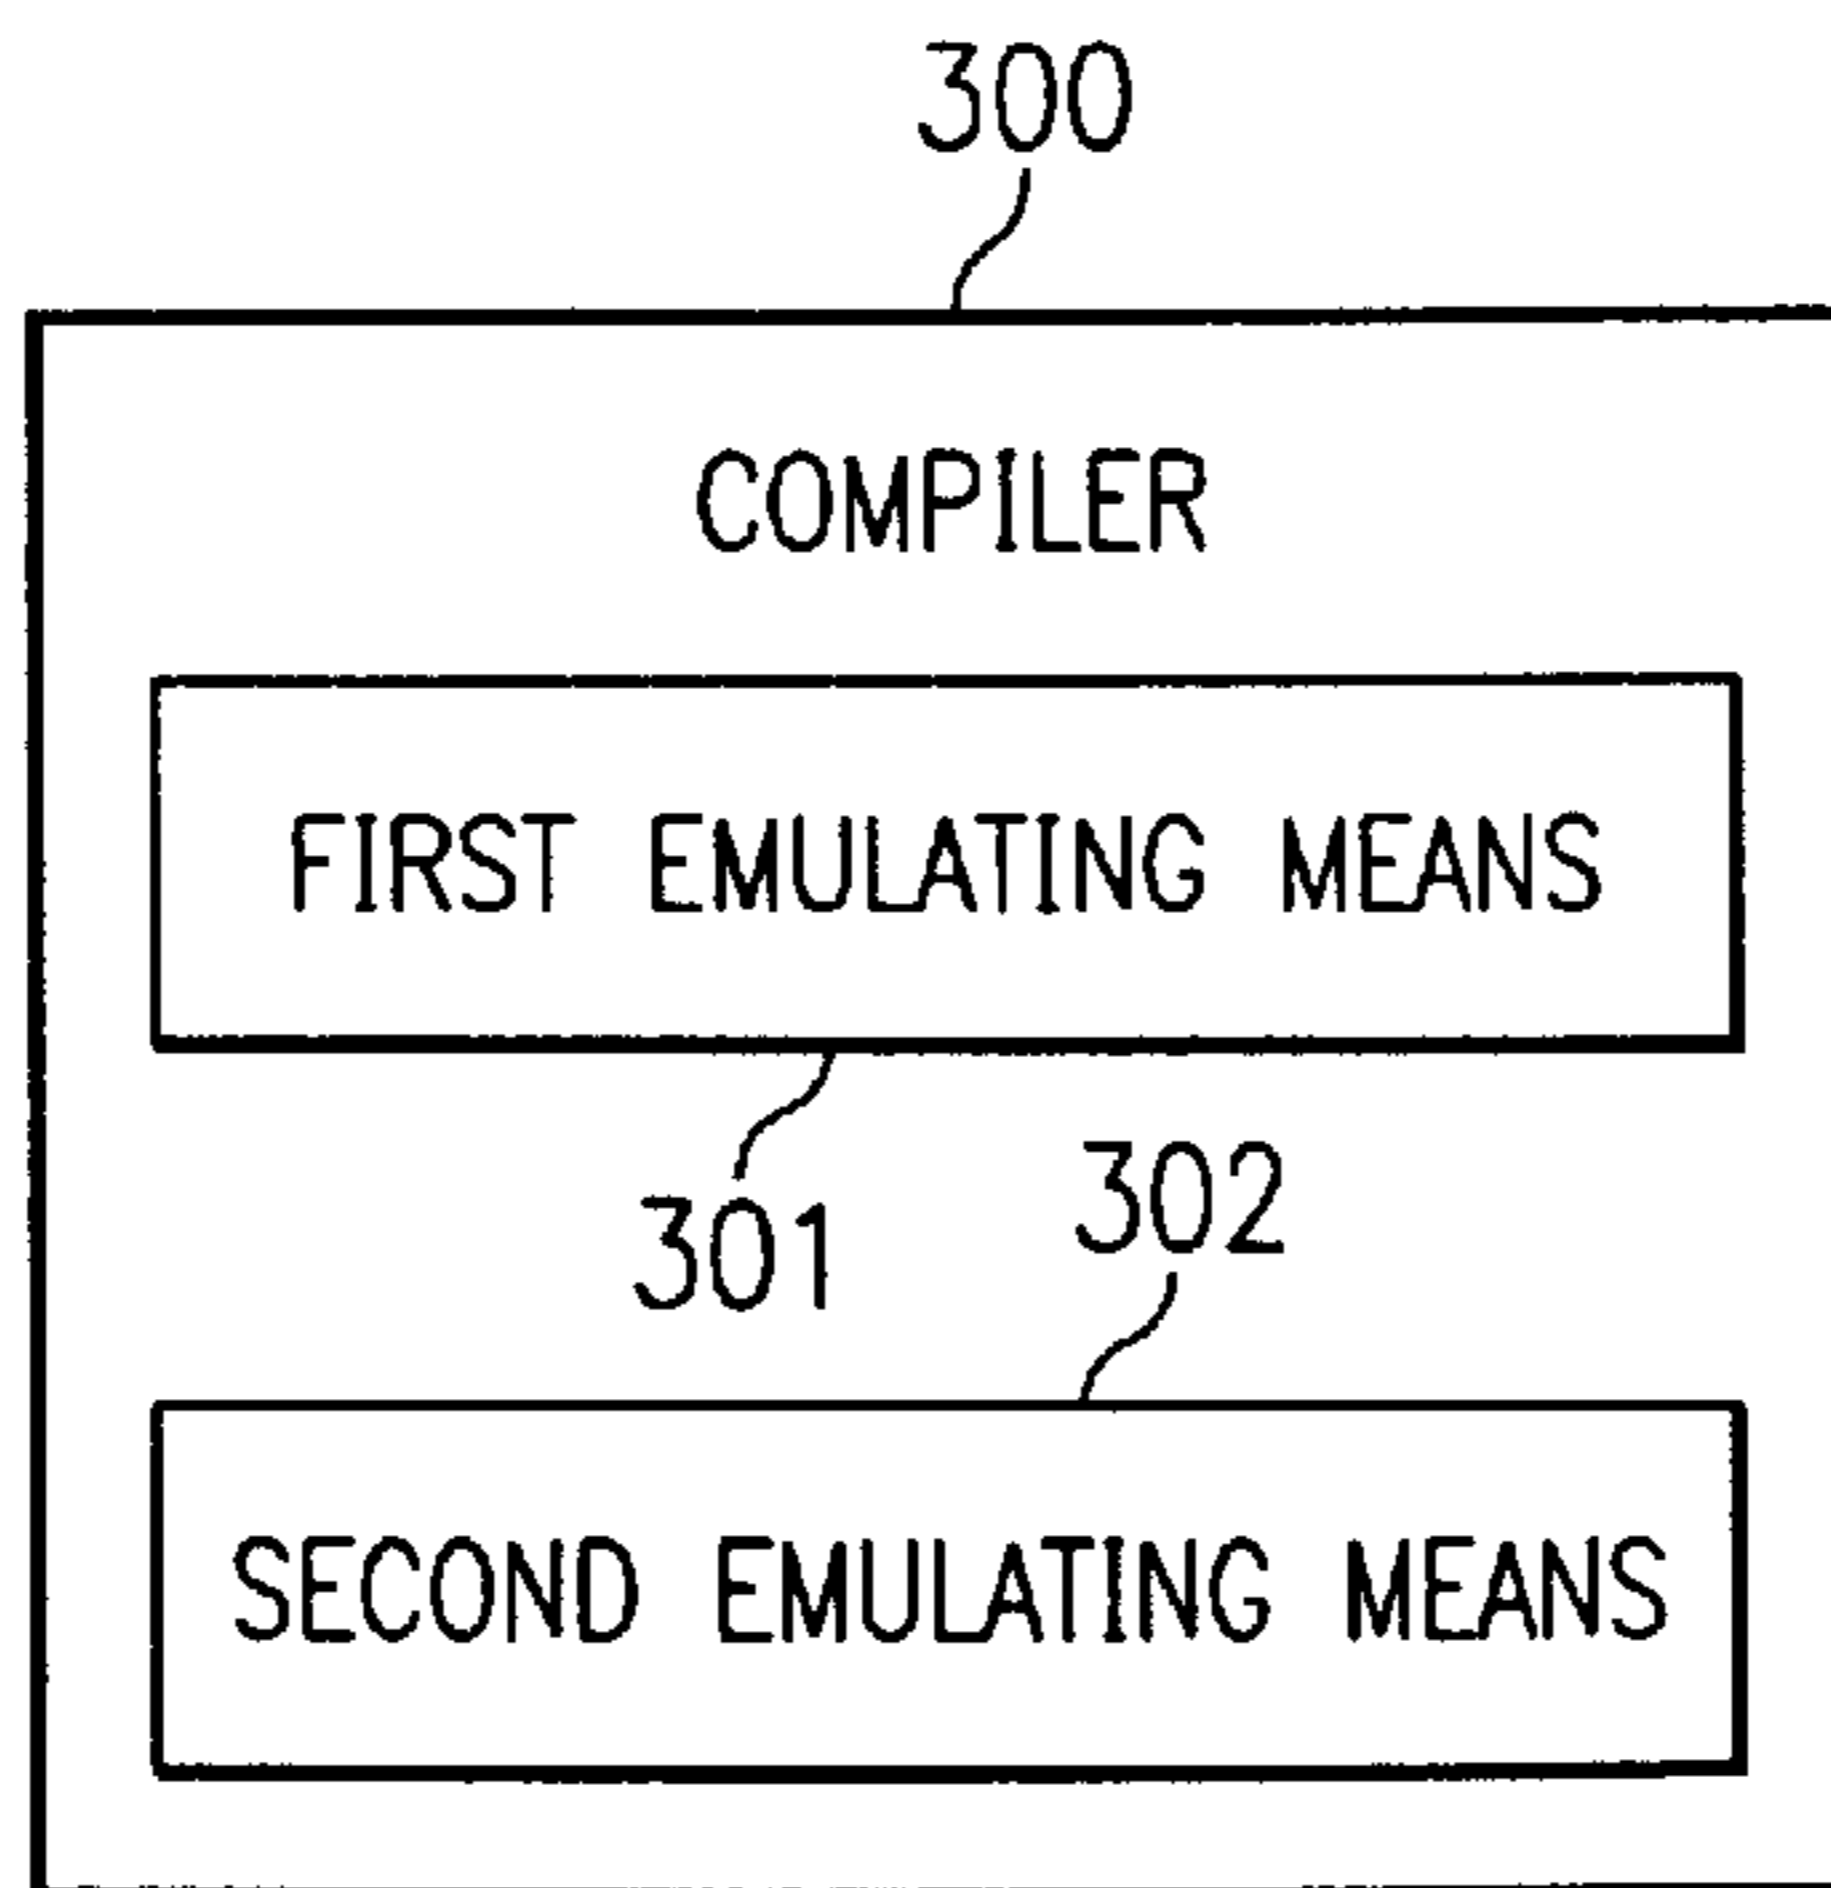 300
COMPILER
FIRST EMULATING MEANS
301
302
SECOND EMULATING MEANS